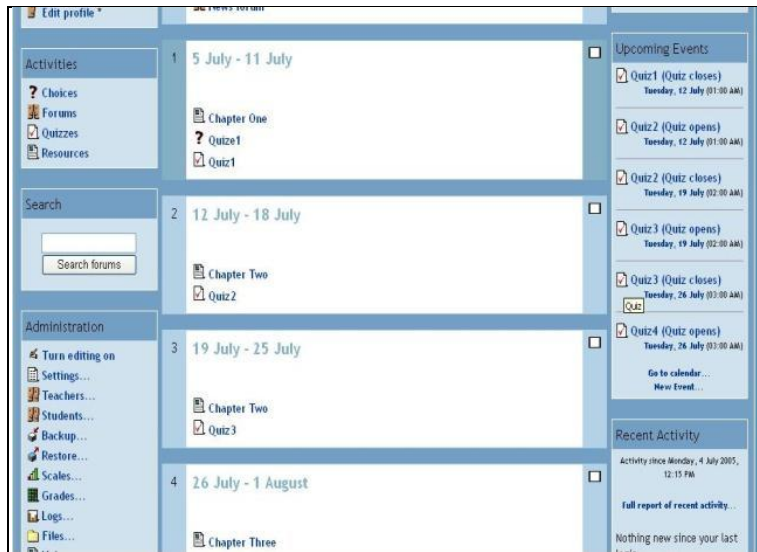 Edit profile *
Activities
Choices
Forums
Quizzes
Resources
Search
Search forums
Administration
Turn editing on
Settings...
Teachers...
Students...
Backup...
Restore...
Scales...
Grades...
Logs...
Files...
News forum
1
5 July - 11 July
Chapter One
Quize1
Quiz1
2
12 July - 18 July
Chapter Two
Quiz2
3
19 July - 25 July
Chapter Two
Quiz3
4
26 July - 1 August
Chapter Three
Upcoming Events
Quiz1 (Quiz closes)
Tuesday, 12 July (01:00 AM)
Quiz2 (Quiz opens)
Tuesday, 12 July (01:00 AM)
Quiz2 (Quiz closes)
Tuesday, 19 July (02:00 AM)
Quiz3 (Quiz opens)
Tuesday, 19 July (02:00 AM)
Quiz3 (Quiz closes)
Tuesday, 26 July (03:00 AM)
Quiz
Quiz4 (Quiz opens)
Tuesday, 26 July (03:00 AM)
Go to calendar...
New Event...
Recent Activity
Activity since Monday, 4 July 2005,
12:15 PM
Full report of recent activity...
Nothing new since your last